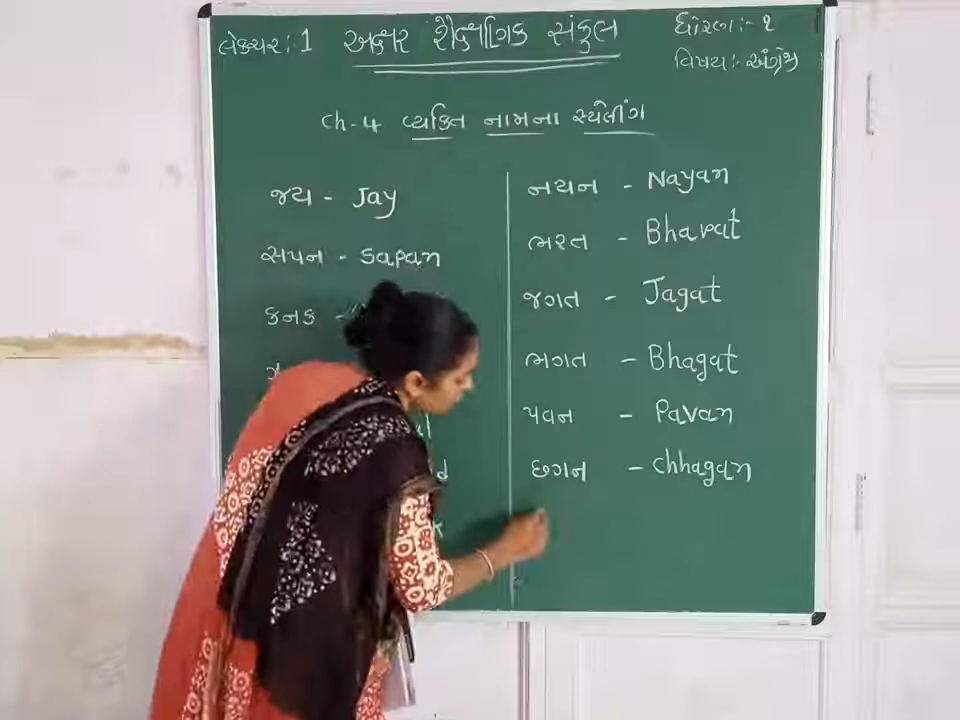 લેક્ચર : 1 અક્ષર શૈક્ષણિક સંકુલ ધોરણ :- ૧
વિષય :- અંગ્રેજી
ch-4 વ્યક્તિ નામના સ્પેલીંગ
જય - Jay
સપન - Sapan
કનક -
નયન - Nayan
ભરત - Bharat
જગત - Jagat
ભગત - Bhagat
પવન - Pavan
છગન - Chhagan